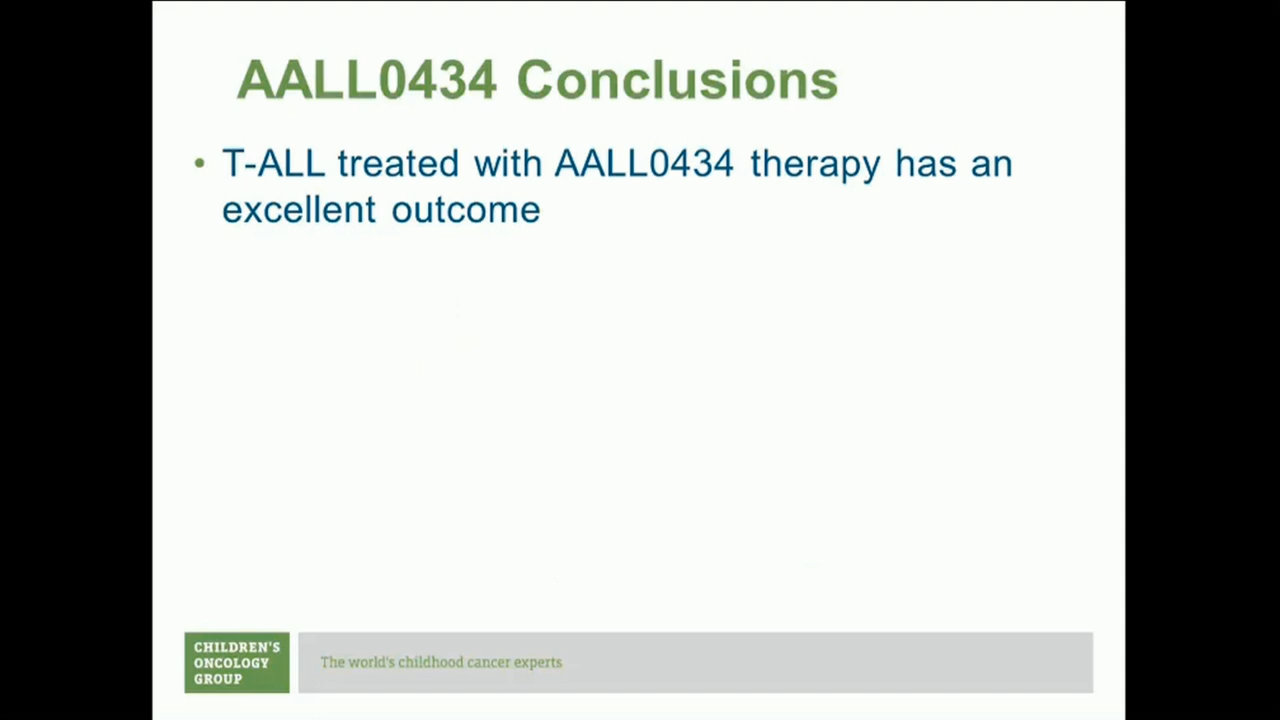 AALL0434 Conclusions
• T-ALL treated with AALL0434 therapy has an
excellent outcome
CHILDREN'S
ONCOLOGY
GROUP
The world's childhood cancer experts